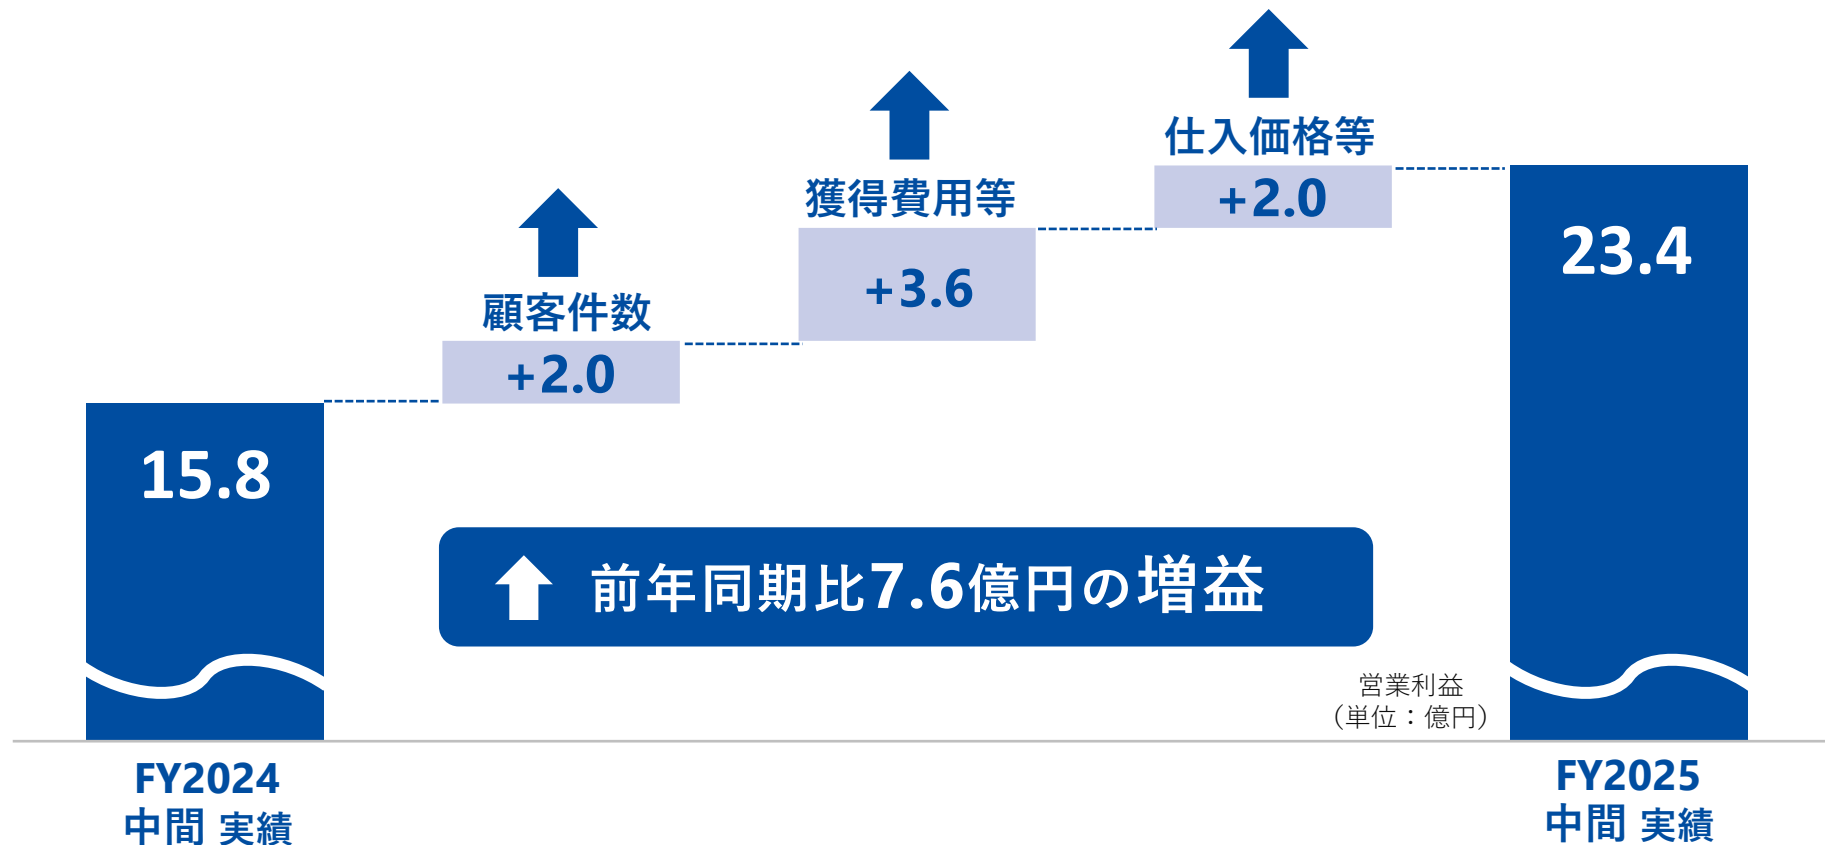 仕入価格等
+2.0
獲得費用等
+3.6
顧客件数
+2.0
15.8
23.4
前年同期比7.6億円の増益
営業利益
（単位：億円）
FY2024
中間 実績
FY2025
中間 実績